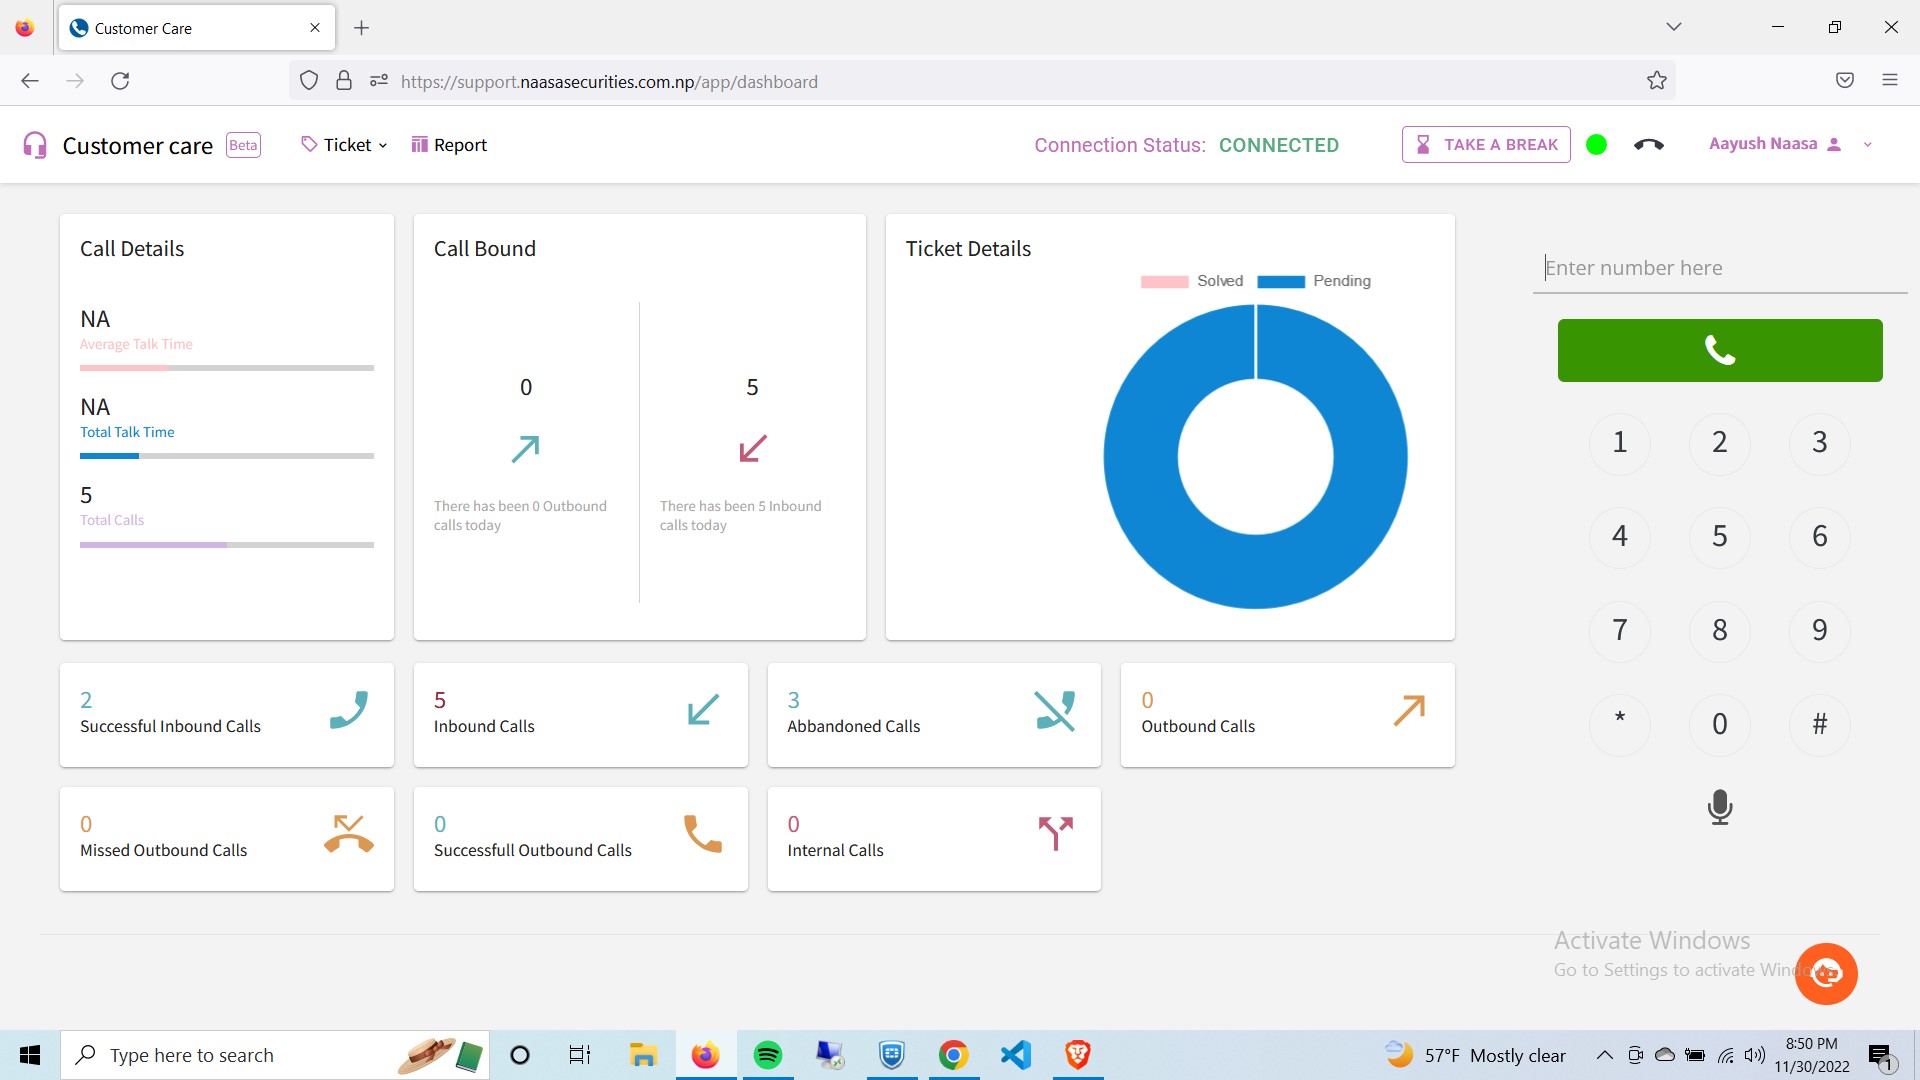 Customer Care
https://support.naasasecurities.com.np/app/dashboard
Customer care Beta Ticket Report Connection Status: CONNECTED TAKE A BREAK Aayush Naasa
Call Details
NA
Average Talk Time
NA
Total Talk Time
5
Total Calls
Call Bound
0
There has been 0 Outbound
calls today
5
There has been 5 Inbound
calls today
Ticket Details
Solved Pending
2
Successful Inbound Calls
5
Inbound Calls
3
Abbandoned Calls
0
Outbound Calls
0
Missed Outbound Calls
0
Successfull Outbound Calls
0
Internal Calls
Enter number here
1 2 3
4 5 6
7 8 9
* 0 #
Activate Windows
Go to Settings to activate Windows.
Type here to search
57°F Mostly clear
8:50 PM
11/30/2022
1